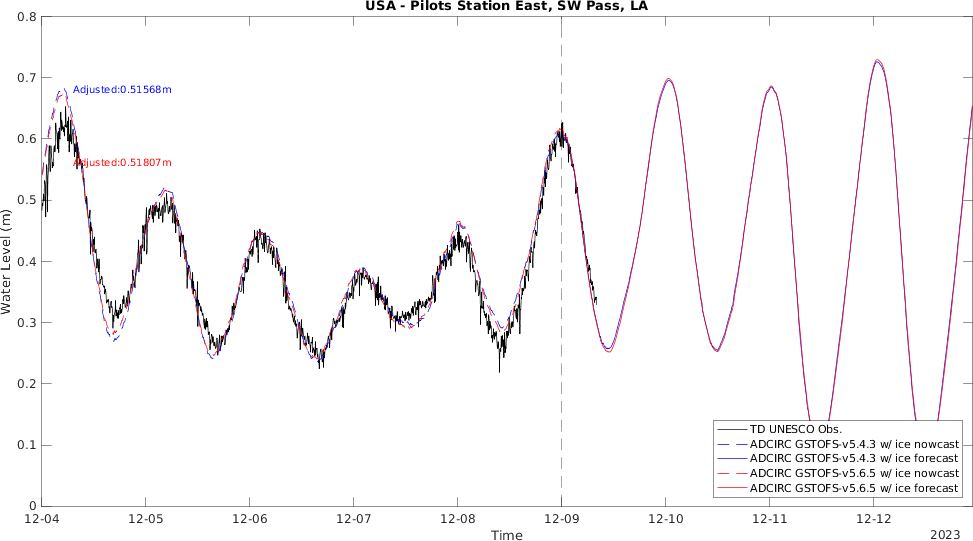 USA - Pilots Station East, SW Pass, LA
0.8
0.7
0.6
0.5
0.4
0.3
0.2
0.1
0
Water Level (m)
Adjusted:0.51568m
Adjusted:0.51807m
TD UNESCO Obs.
ADCIRC GSTOFS-v5.4.3 w/ ice nowcast
ADCIRC GSTOFS-v5.4.3 w/ ice forecast
ADCIRC GSTOFS-v5.6.5 w/ ice nowcast
ADCIRC GSTOFS-v5.6.5 w/ ice forecast
12-04 12-05 12-06 12-07 12-08 12-09 12-10 12-11 12-12
Time
2023